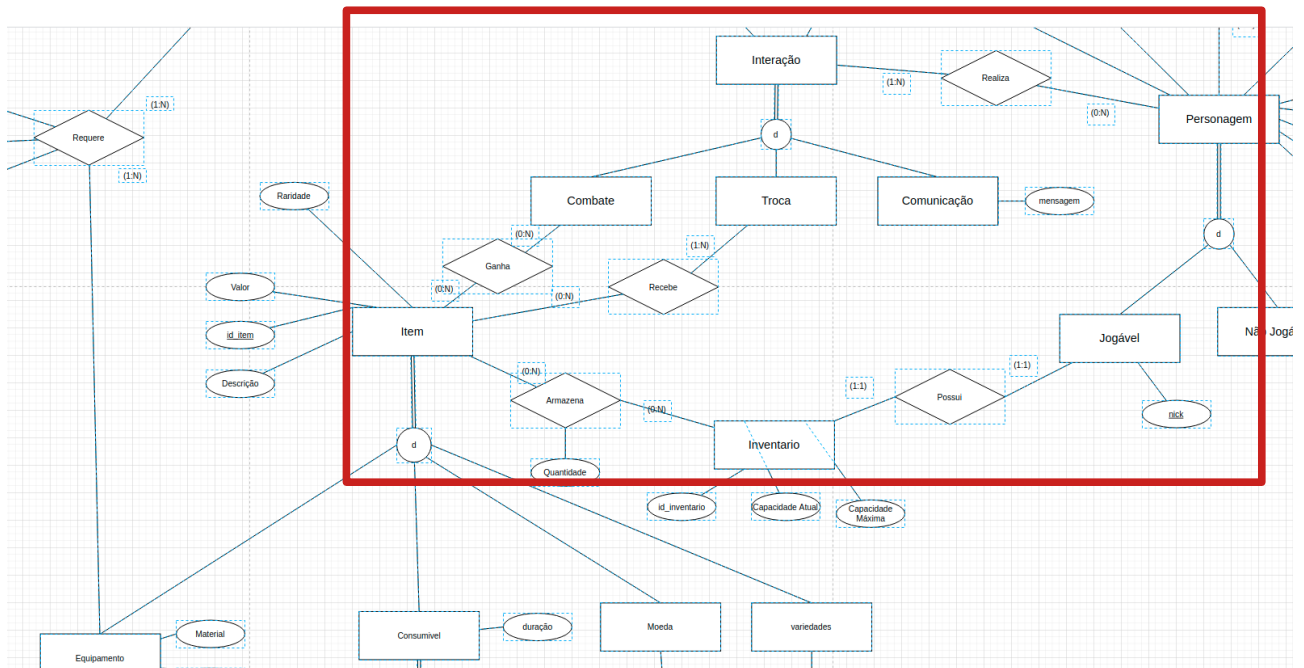 Interação
Realiza
(1:N)
(0:N)
Personagem
(1:N)
Requere
(1:N)
d
Raridade
Combate
Troca
Comunicação
mensagem
(0:N)
(1:N)
d
Ganha
Recebe
(0:N)
(0:N)
Valor
id_item
Item
Jogável
Não Jogá
Descrição
(0:N)
Armazena
(0:N)
(1:1)
(1:1)
Possui
nick
d
Inventario
Quantidade
id_inventario
Capacidade Atual
Capacidade
Máxima
Material
Equipamento
Consumivel
duração
Moeda
variedades